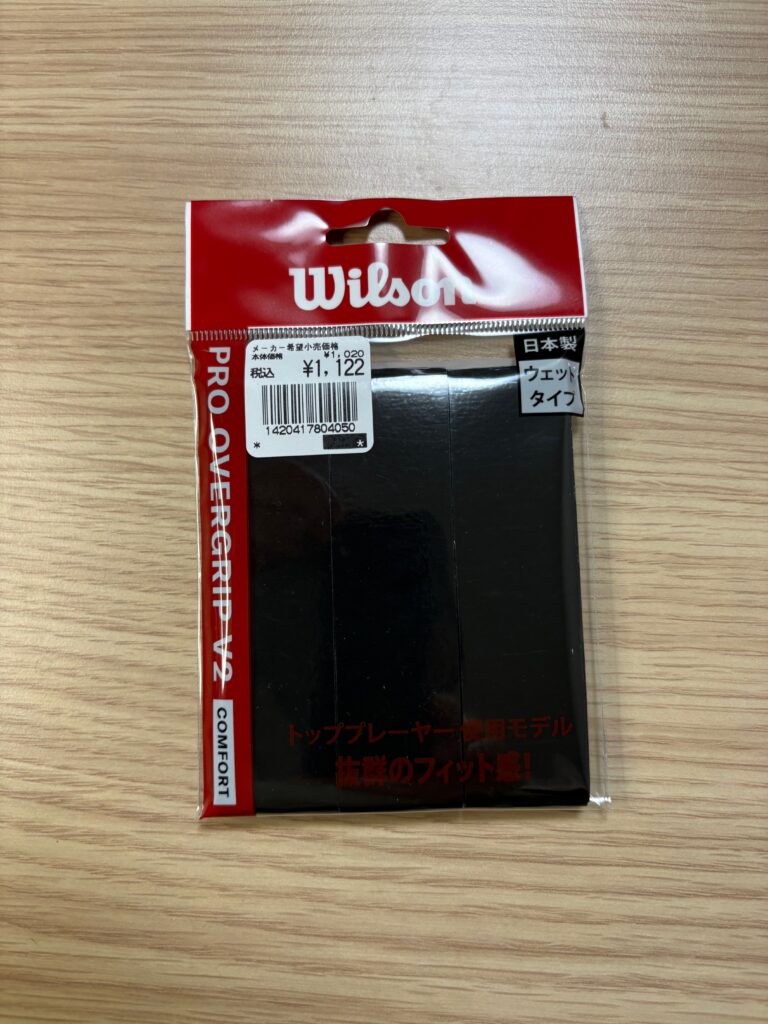 Wilson
メーカー希望小売価格
本体価格 ¥1,020
税込 ¥1,122
1420417804050
* *
日本製
ウェット
タイプ
PRO OVERGRIP V2
COMFORT
トッププレーヤー使用モデル
抜群のフィット感!